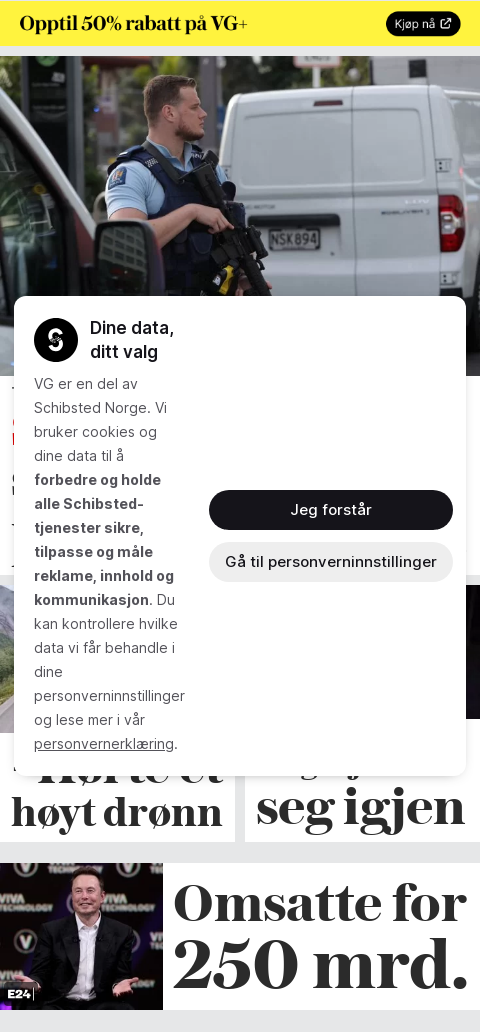 Opptil 50% rabatt på VG+
Kjøp nå
NSK894
Dine data,
ditt valg
VG er en del av
Schibsted Norge. Vi
bruker cookies og
dine data til å
forbedre og holde
alle Schibsted-
tjenester sikre,
tilpasse og måle
reklame, innhold og
kommunikasjon. Du
kan kontrollere hvilke
data vi får behandle i
dine
personverninnstillinger
og lese mer i vår
personvernerklæring.
Jeg forstår
Gå til personverninnstillinger
høyt drønn
seg igjen
VIVA
TECHNOLOGY
E24
Omsatte for
250 mrd.